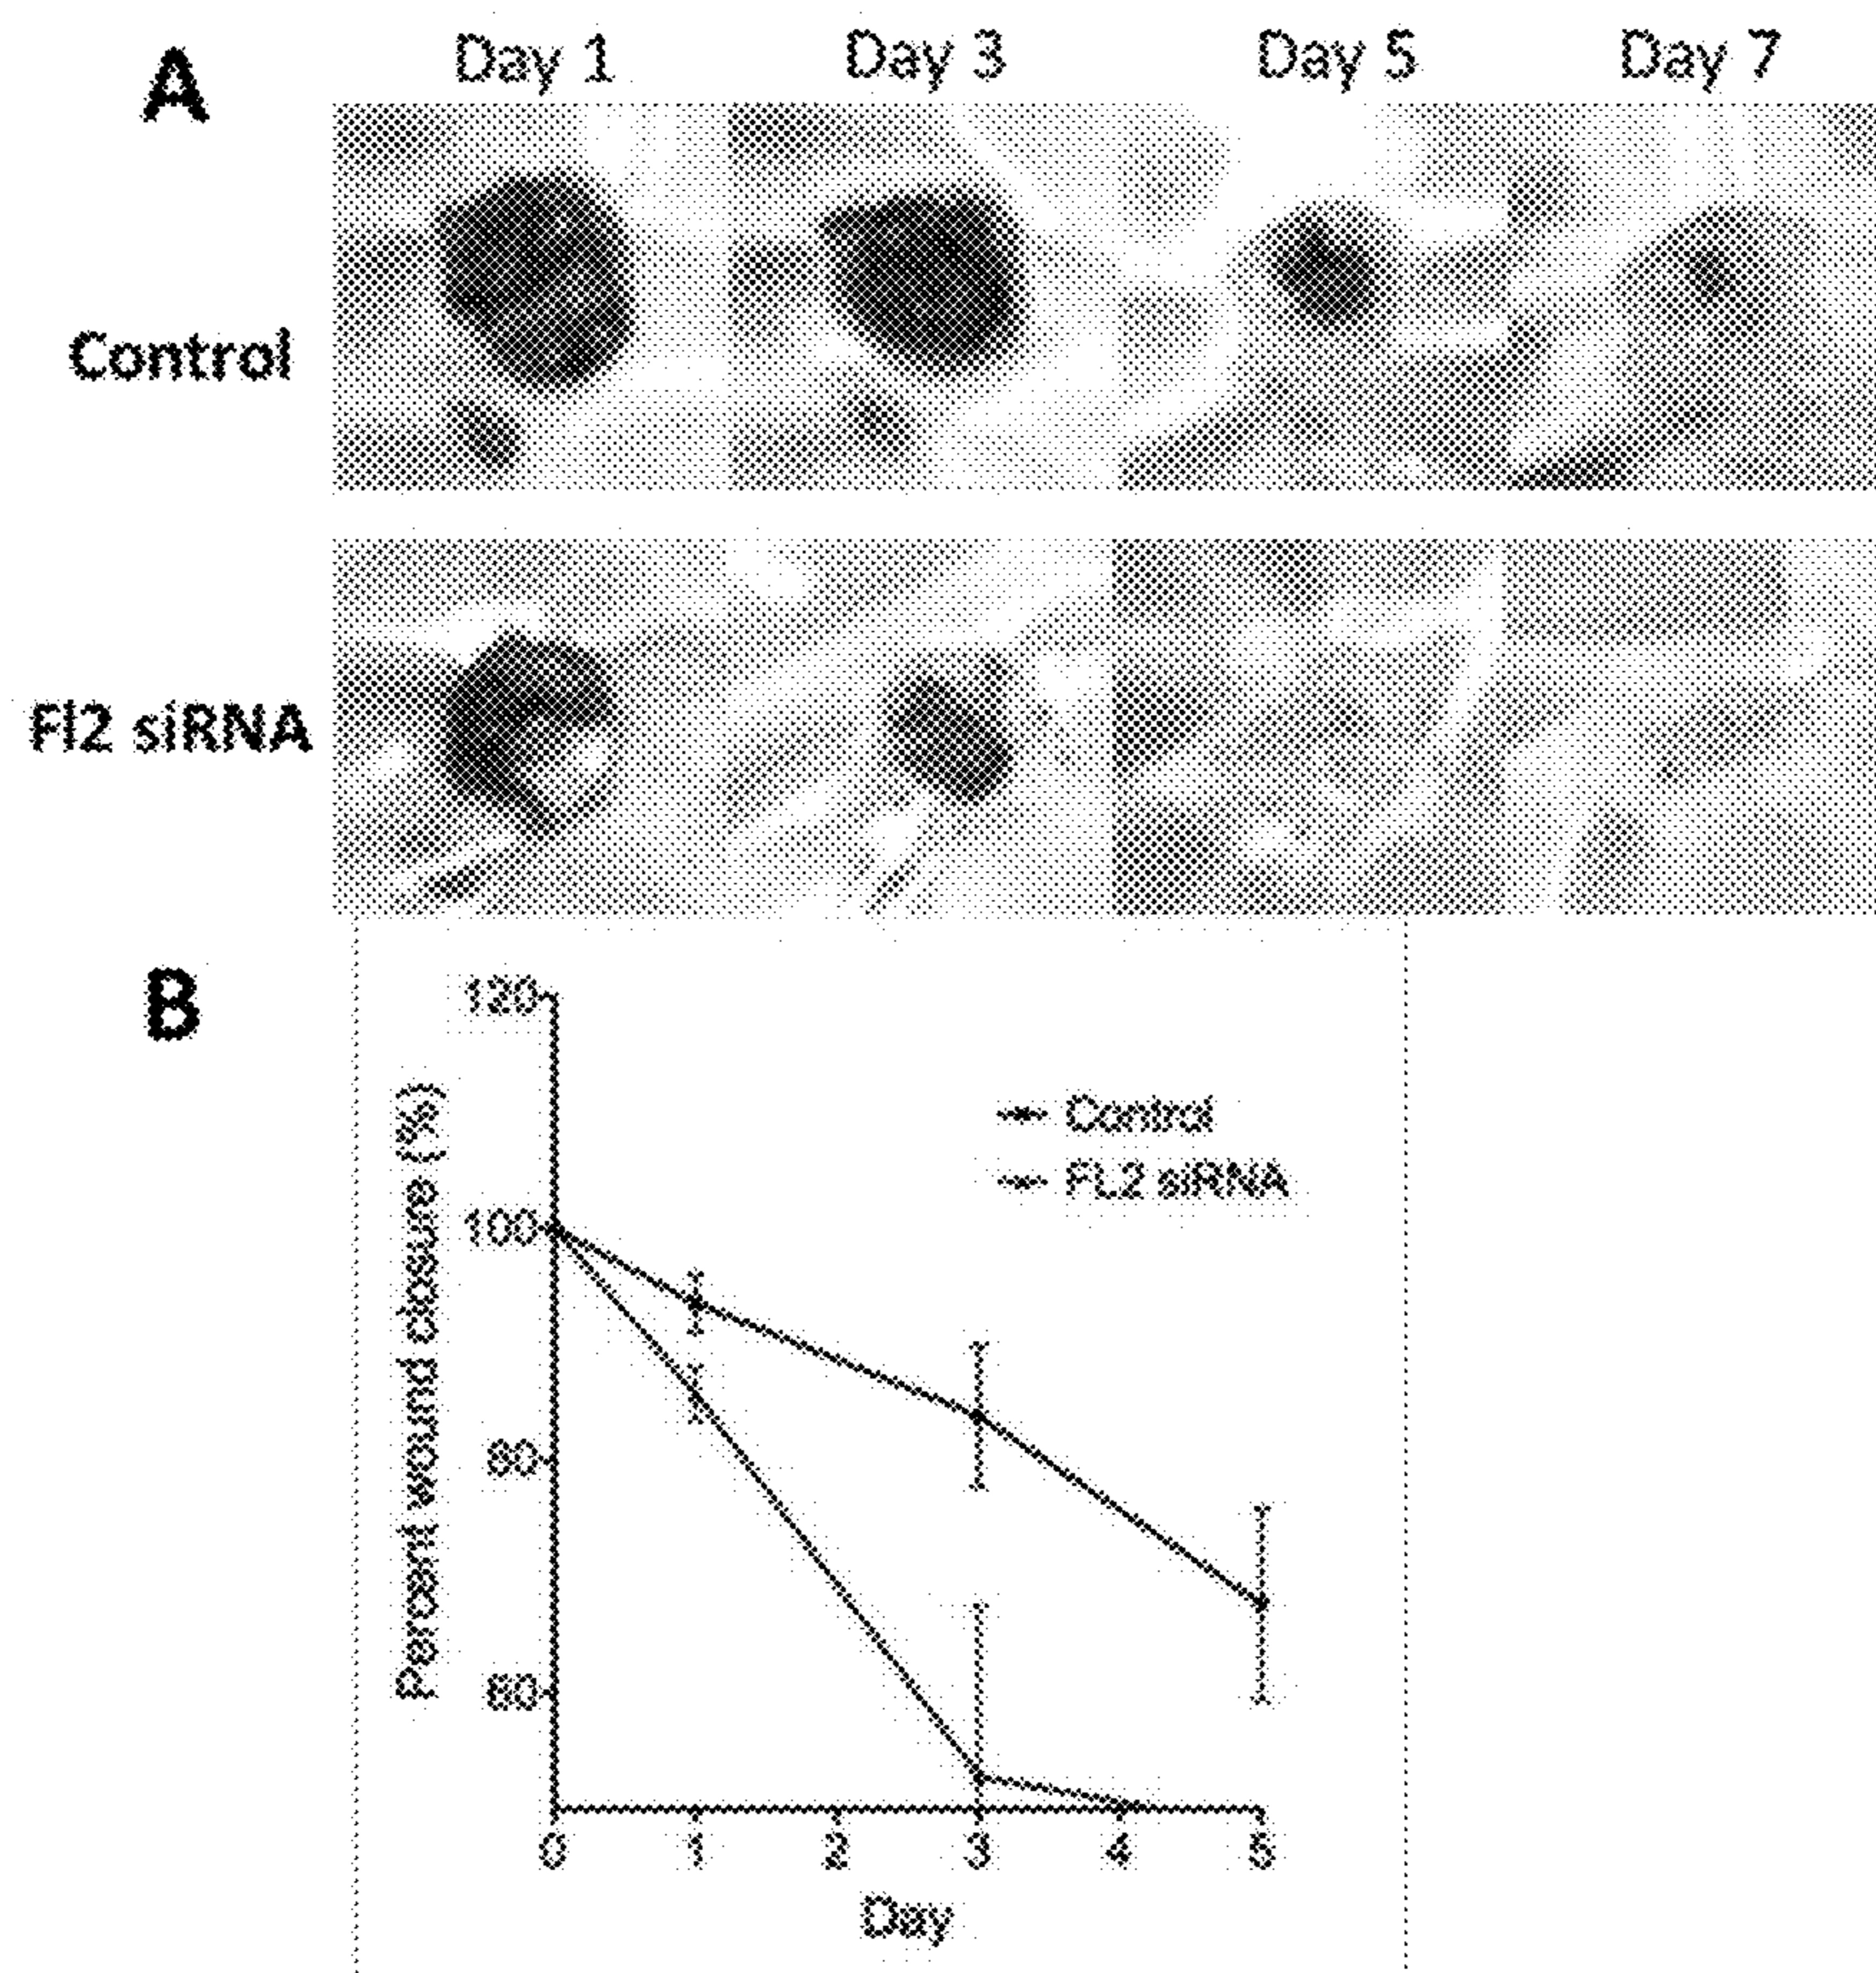 A
Day 1
Day 3
Day 5
Day 7
Control
Fl2 siRNA
B
Percent wound closure (%)
120
100
80
60
Control
FL2 siRNA
0
1
2
3
4
5
Day